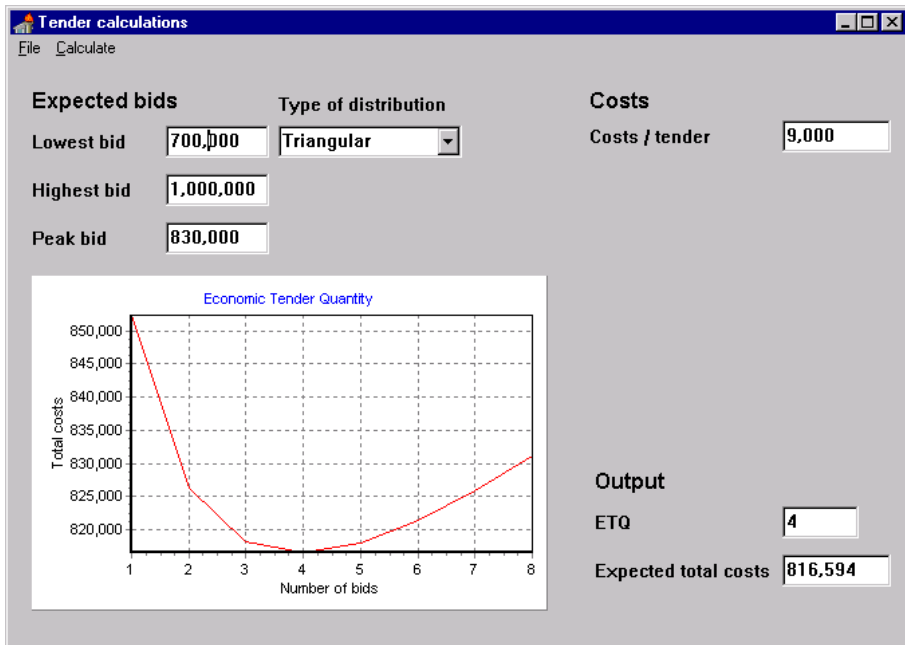 Tender calculations
File Calculate
Expected bids
Type of distribution
Costs
Lowest bid 700,000 Triangular
Costs / tender 9,000
Highest bid 1,000,000
Peak bid 830,000
Economic Tender Quantity
850,000
845,000
840,000
835,000
830,000
825,000
820,000
Total costs
1 2 3 4 5 6 7 8
Number of bids
Output
ETQ 4
Expected total costs 816,594